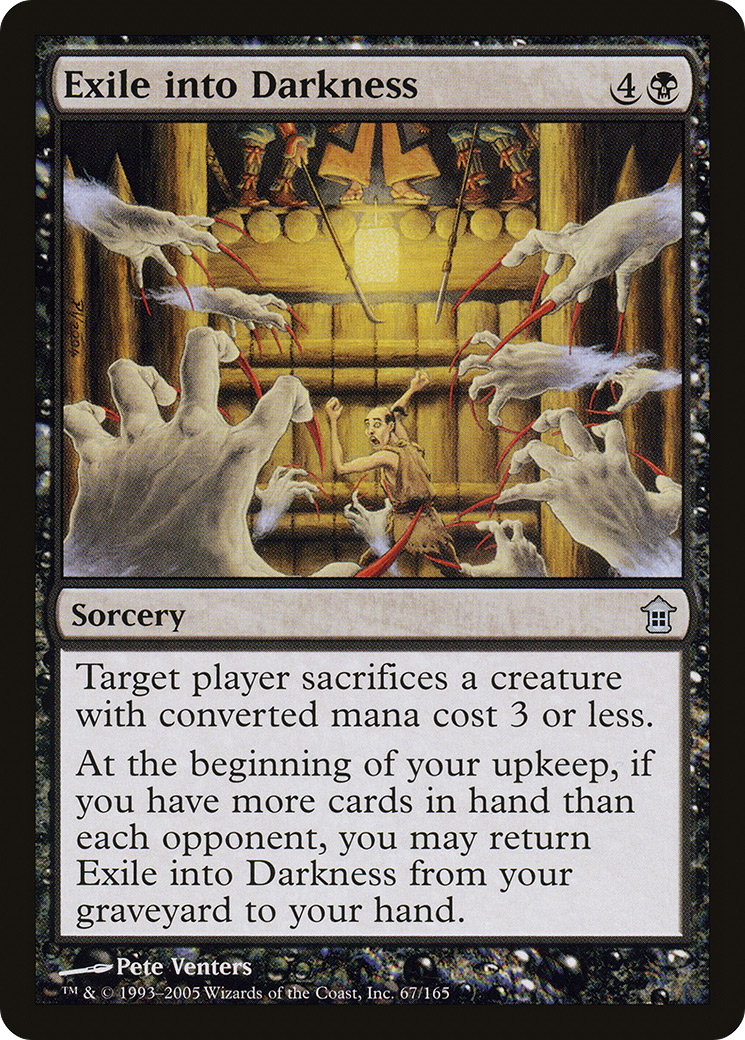 Exile into Darkness 4
Sorcery
Target player sacrifices a creature
with converted mana cost 3 or less.
At the beginning of your upkeep, if
you have more cards in hand than
each opponent, you may return
Exile into Darkness from your
graveyard to your hand.
Pete Venters
™ & © 1993–2005 Wizards of the Coast, Inc. 67/165